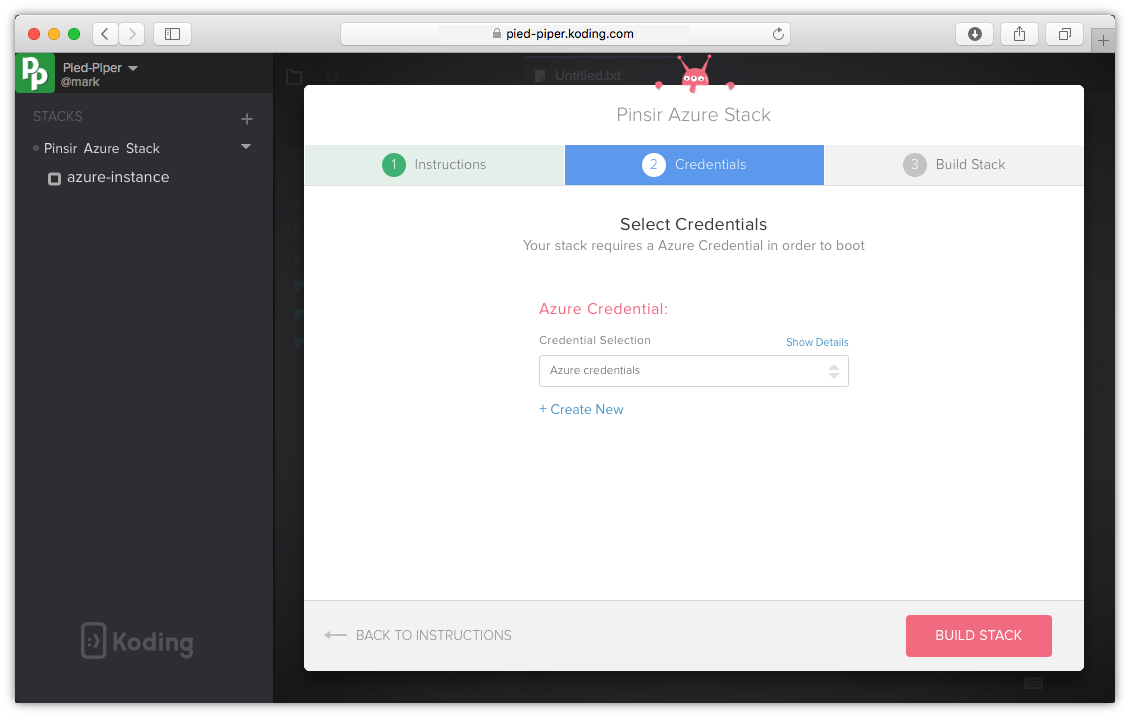 pied-piper.koding.com
Pp
Pied-Piper
@mark
STACKS
Pinsir Azure Stack
azure-instance
Koding
Untitled.txt
Pinsir Azure Stack
1 Instructions
2 Credentials
3 Build Stack
Select Credentials
Your stack requires a Azure Credential in order to boot
Azure Credential:
Credential Selection
Show Details
Azure credentials
+ Create New
BACK TO INSTRUCTIONS
BUILD STACK